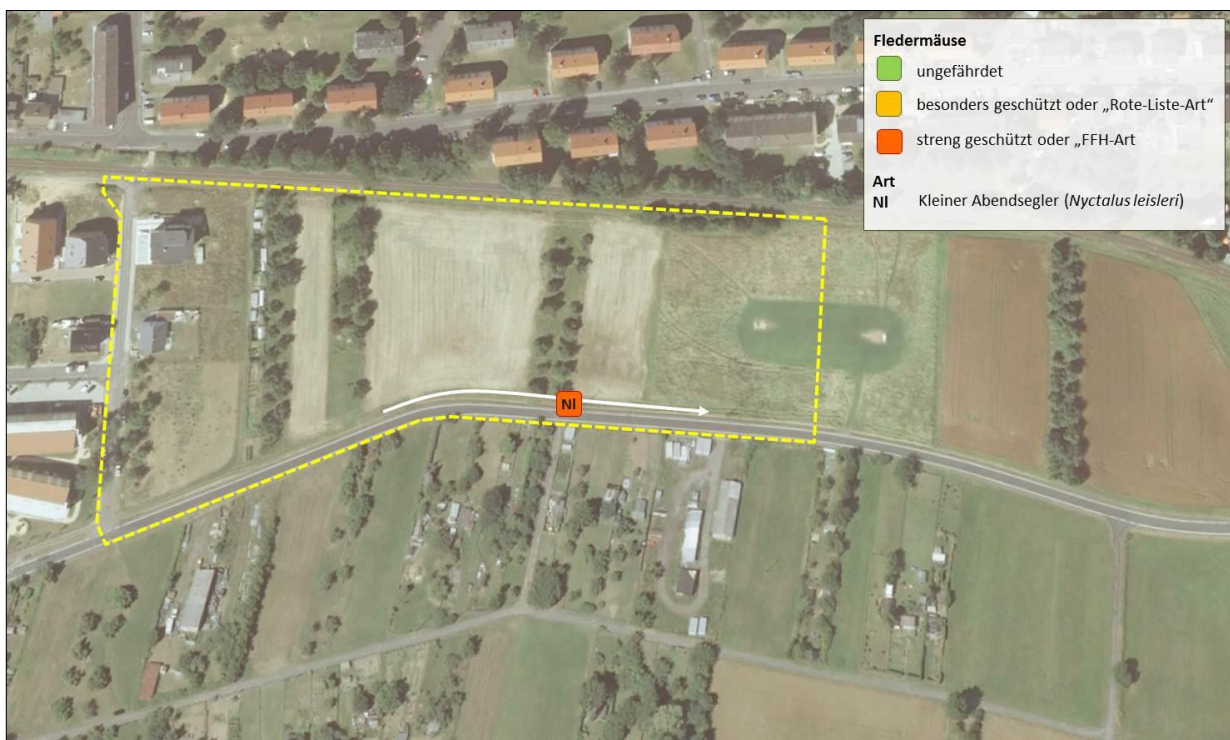 Fledermäuse
ungefährdet
besonders geschützt oder „Rote-Liste-Art“
streng geschützt oder „FFH-Art
Art
Nl Kleiner Abendsegler (Nyctalus leisleri)
Nl